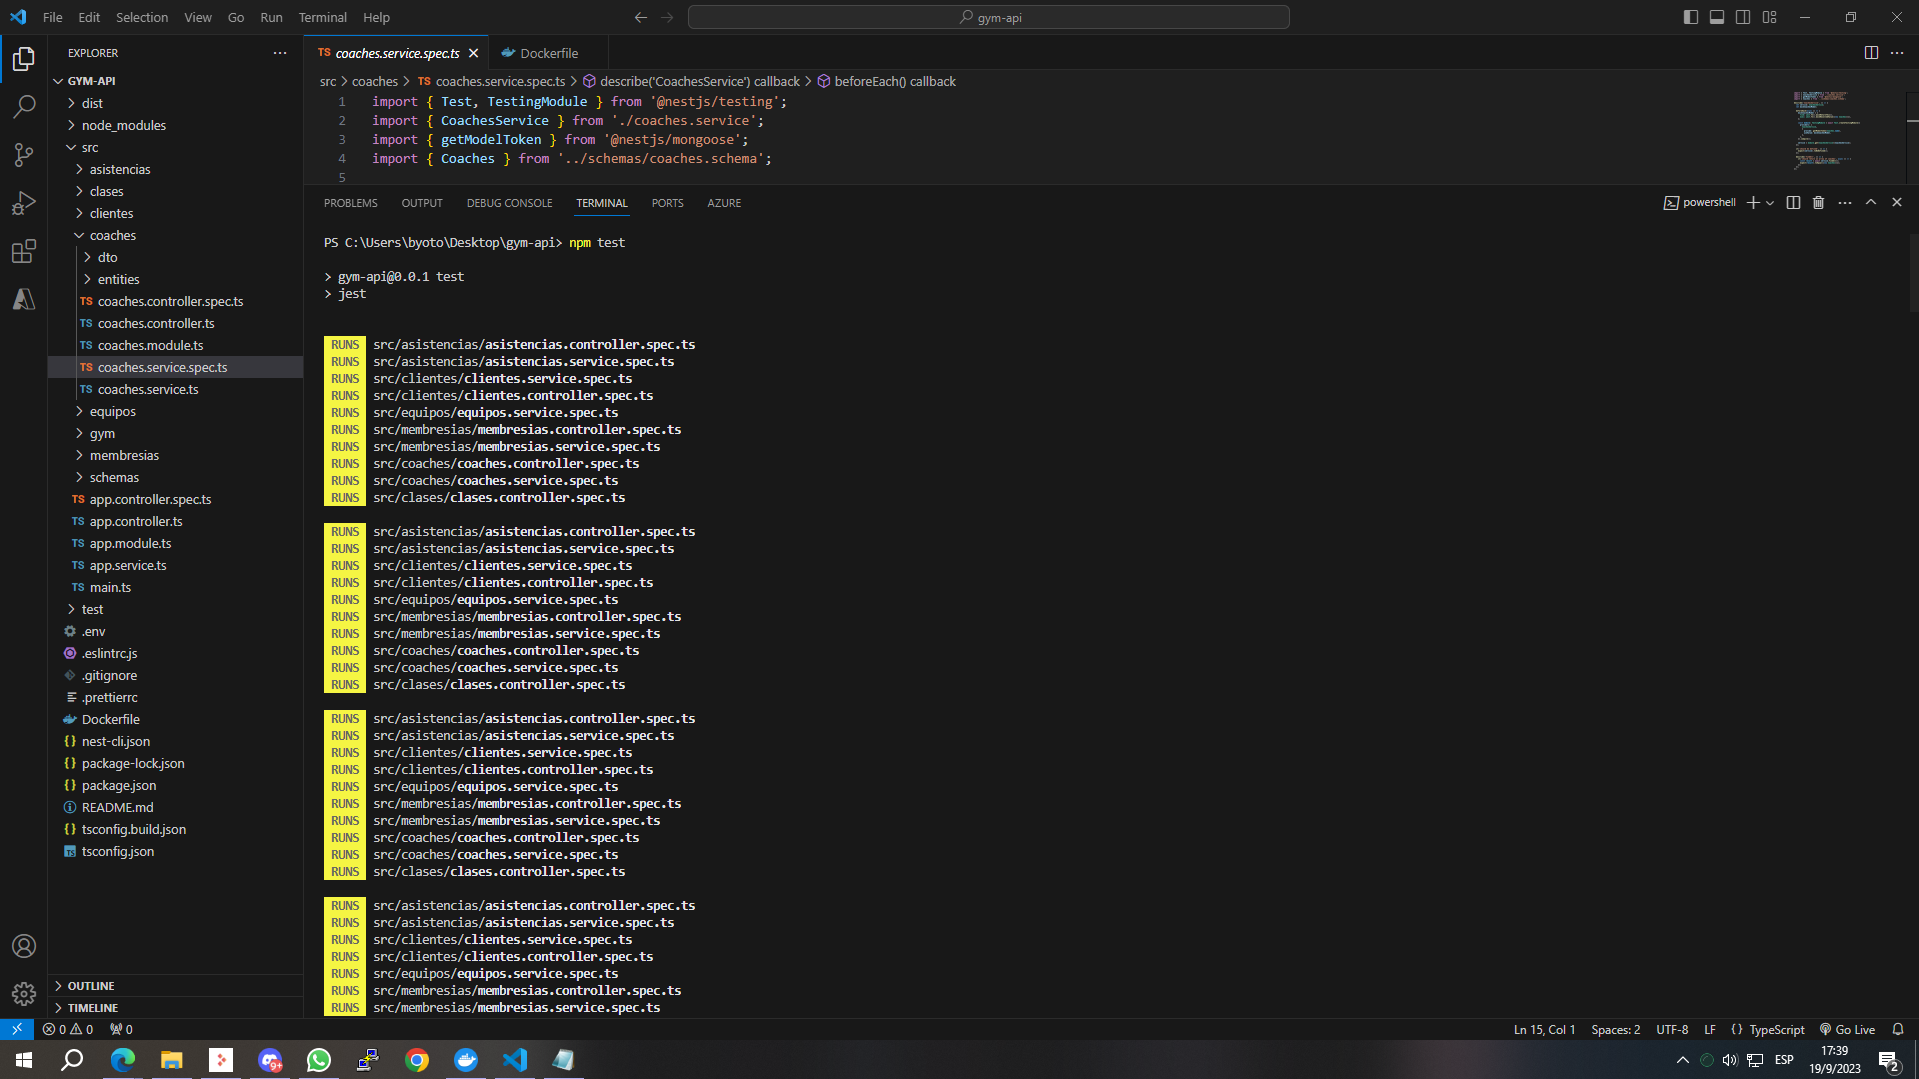 File Edit Selection View Go Run Terminal Help
gym-api
EXPLORER
GYM-API
dist
node_modules
src
asistencias
clases
clientes
coaches
dto
entities
TS coaches.controller.spec.ts
TS coaches.controller.ts
TS coaches.module.ts
TS coaches.service.spec.ts
TS coaches.service.ts
equipos
gym
membresias
schemas
TS app.controller.spec.ts
TS app.controller.ts
TS app.module.ts
TS app.service.ts
TS main.ts
test
.env
.eslintrc.js
.gitignore
.prettierrc
Dockerfile
{} nest-cli.json
{} package-lock.json
{} package.json
README.md
{} tsconfig.build.json
TS tsconfig.json
OUTLINE
TIMELINE
TS coaches.service.spec.ts Dockerfile
src > coaches > TS coaches.service.spec.ts > describe('CoachesService') callback > beforeEach() callback
1 import { Test, TestingModule } from '@nestjs/testing';
2 import { CoachesService } from './coaches.service';
3 import { getModelToken } from '@nestjs/mongoose';
4 import { Coaches } from '../schemas/coaches.schema';
5
PROBLEMS OUTPUT DEBUG CONSOLE TERMINAL PORTS AZURE
powershell
PS C:\Users\byoto\Desktop\gym-api> npm test
> gym-api@0.0.1 test
> jest
RUNS src/asistencias/asistencias.controller.spec.ts
RUNS src/asistencias/asistencias.service.spec.ts
RUNS src/clientes/clientes.service.spec.ts
RUNS src/clientes/clientes.controller.spec.ts
RUNS src/equipos/equipos.service.spec.ts
RUNS src/membresias/membresias.controller.spec.ts
RUNS src/membresias/membresias.service.spec.ts
RUNS src/coaches/coaches.controller.spec.ts
RUNS src/coaches/coaches.service.spec.ts
RUNS src/clases/clases.controller.spec.ts
RUNS src/asistencias/asistencias.controller.spec.ts
RUNS src/asistencias/asistencias.service.spec.ts
RUNS src/clientes/clientes.service.spec.ts
RUNS src/clientes/clientes.controller.spec.ts
RUNS src/equipos/equipos.service.spec.ts
RUNS src/membresias/membresias.controller.spec.ts
RUNS src/membresias/membresias.service.spec.ts
RUNS src/coaches/coaches.controller.spec.ts
RUNS src/coaches/coaches.service.spec.ts
RUNS src/clases/clases.controller.spec.ts
RUNS src/asistencias/asistencias.controller.spec.ts
RUNS src/asistencias/asistencias.service.spec.ts
RUNS src/clientes/clientes.service.spec.ts
RUNS src/clientes/clientes.controller.spec.ts
RUNS src/equipos/equipos.service.spec.ts
RUNS src/membresias/membresias.controller.spec.ts
RUNS src/membresias/membresias.service.spec.ts
RUNS src/coaches/coaches.controller.spec.ts
RUNS src/coaches/coaches.service.spec.ts
RUNS src/clases/clases.controller.spec.ts
RUNS src/asistencias/asistencias.controller.spec.ts
RUNS src/asistencias/asistencias.service.spec.ts
RUNS src/clientes/clientes.service.spec.ts
RUNS src/clientes/clientes.controller.spec.ts
RUNS src/equipos/equipos.service.spec.ts
RUNS src/membresias/membresias.controller.spec.ts
RUNS src/membresias/membresias.service.spec.ts
0 0 0
Ln 15, Col 1 Spaces: 2 UTF-8 LF {} TypeScript Go Live
9+
ESP
17:39
19/9/2023
2